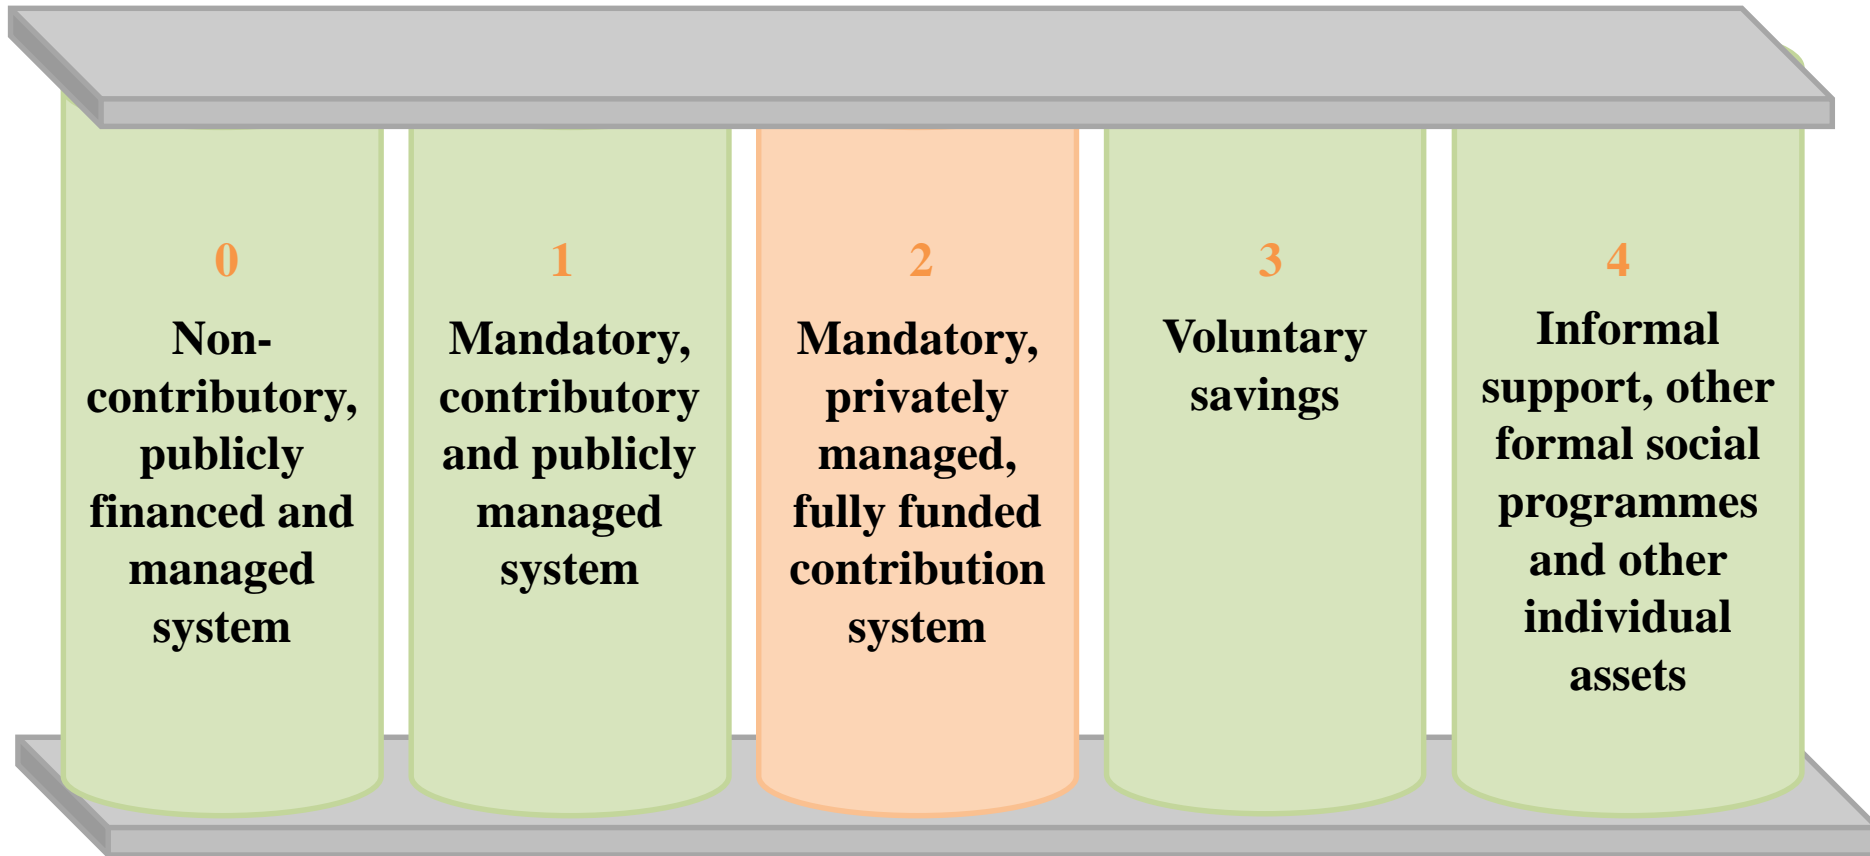 0
Non-
contributory,
publicly
financed and
managed
system
1
Mandatory,
contributory
and publicly
managed
system
2
Mandatory,
privately
managed,
fully funded
contribution
system
3
Voluntary
savings
4
Informal
support, other
formal social
programmes
and other
individual
assets